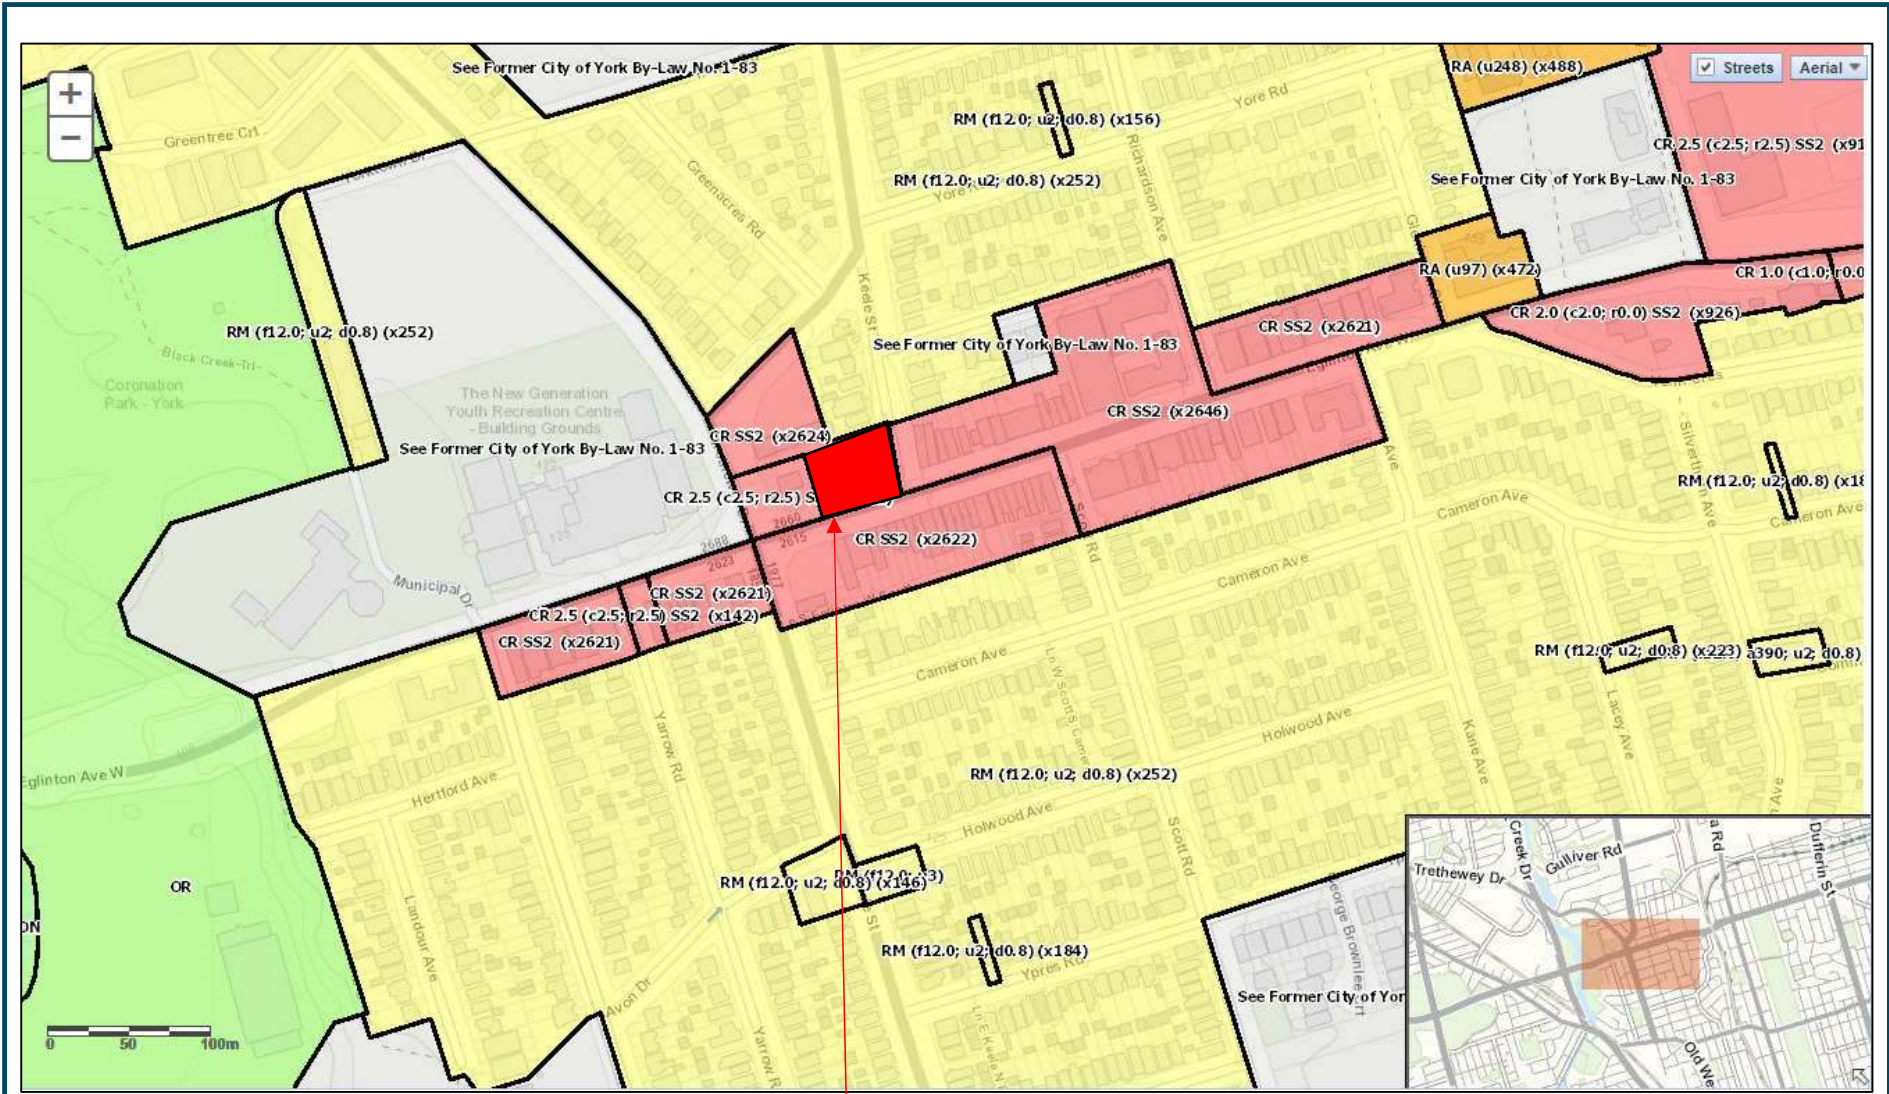 See Former City of York By-Law No. 1-83
RA (u248) (x488)
Streets
Aerial
+
−
Greentree Crt
RM (f12.0; u2; d0.8) (x156)
Yore Rd
CR 2.5 (c2.5; r2.5) SS2 (x91
Richardson Ave
Greenacres Rd
RM (f12.0; u2; d0.8) (x252)
See Former City of York By-Law No. 1-83
RA (u97) (x472)
CR 1.0 (c1.0; r0.0
Keele St
CR 2.0 (c2.0; r0.0) SS2 (x926)
RM (f12.0; u2; d0.8) (x252)
CR SS2 (x2621)
See Former City of York By-Law No. 1-83
Black-Creek-Trl
Coronation
Park - York
The New Generation
Youth Recreation Centre
- Building Grounds
CR SS2 (x2646)
CR SS2 (x2624)
See Former City of York By-Law No. 1-83
RM (f12.0; u2; d0.8) (x18
CR 2.5 (c2.5; r2.5) S
Cameron Ave
Cameron Ave
2660
2615
CR SS2 (x2622)
2688
2623
1877
Cameron Ave
Municipal Dr
CR SS2 (x2621)
CR 2.5 (c2.5; r2.5) SS2 (x142)
CR SS2 (x2621)
RM (f12.0; u2; d0.8) (x223)
a390; u2; d0.8)
Cameron Ave
Yarrow Rd
Holwood Ave
Kane Ave
Lacey Ave
Eglinton Ave W
Hertford Ave
RM (f12.0; u2; d0.8) (x252)
Holwood Ave
Scott Rd
RM (f12.0; u2; d0.8) (x146)
OR
Landour Ave
RM (f12.0; u2; d0.8) (x184)
Ypres Rd
Avon Dr
See Former City of Yor
0 50 100m
Creek Dr
Gulliver Rd
a Rd
Dufferin St
Trethewey Dr
Old We